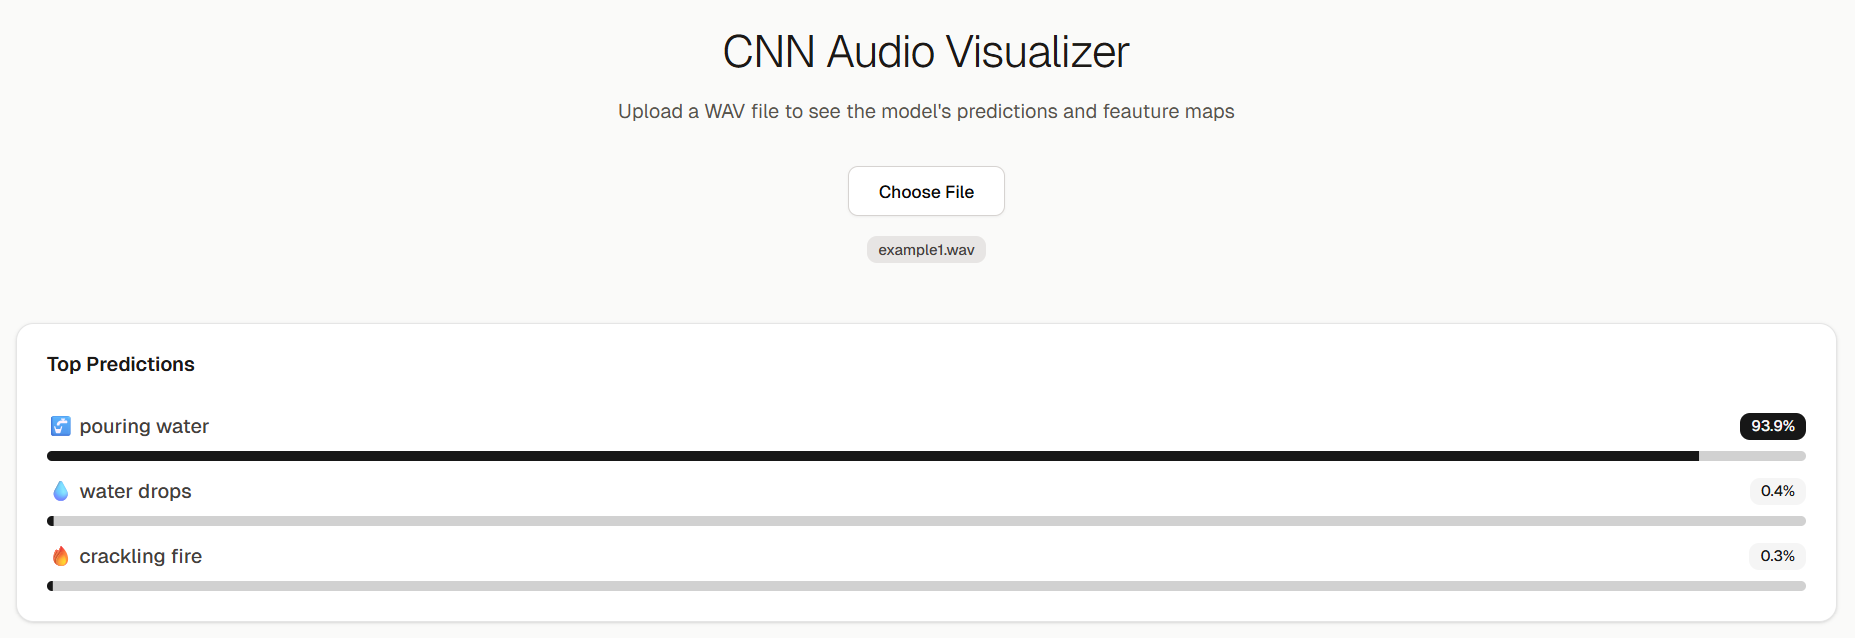 CNN Audio Visualizer
Upload a WAV file to see the model's predictions and feauture maps
Choose File
example1.wav
Top Predictions
pouring water 93.9%
water drops 0.4%
crackling fire 0.3%